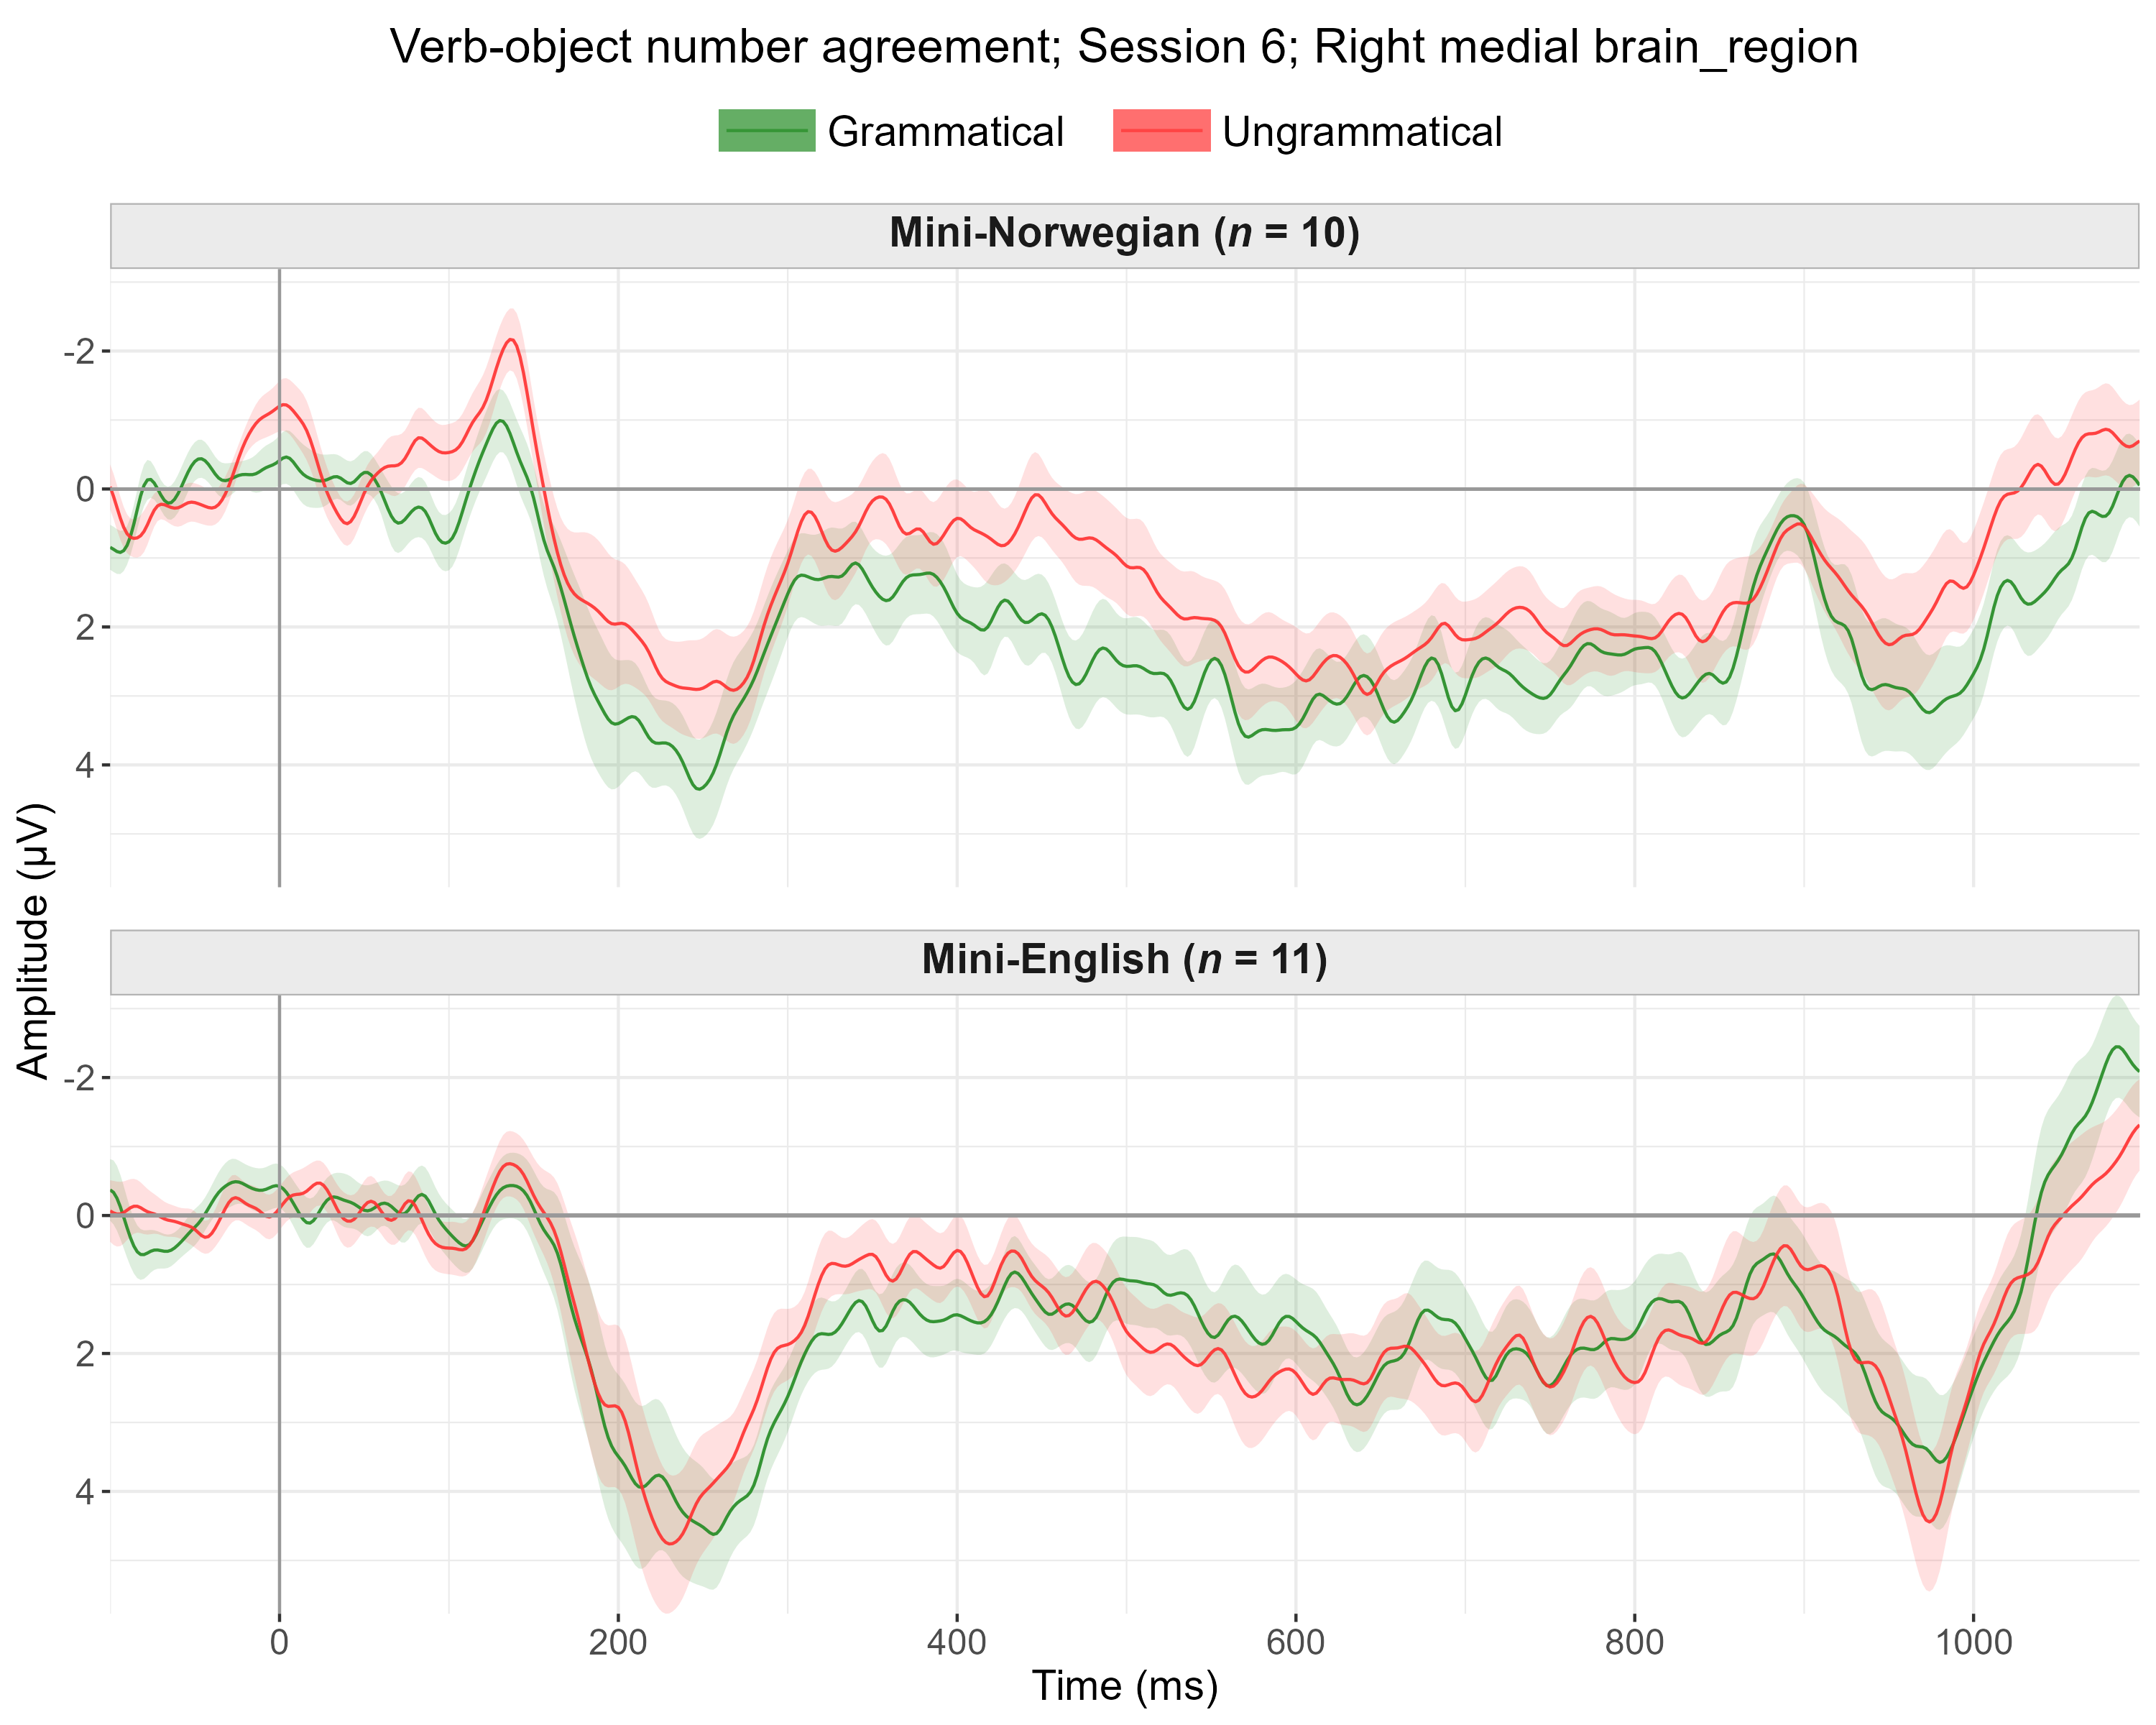 Verb-object number agreement; Session 6; Right medial brain_region
Grammatical Ungrammatical
Mini-Norwegian (n = 10)
-2
0
2
4
Mini-English (n = 11)
-2
0
2
4
0 200 400 600 800 1000
Time (ms)
Amplitude (µV)